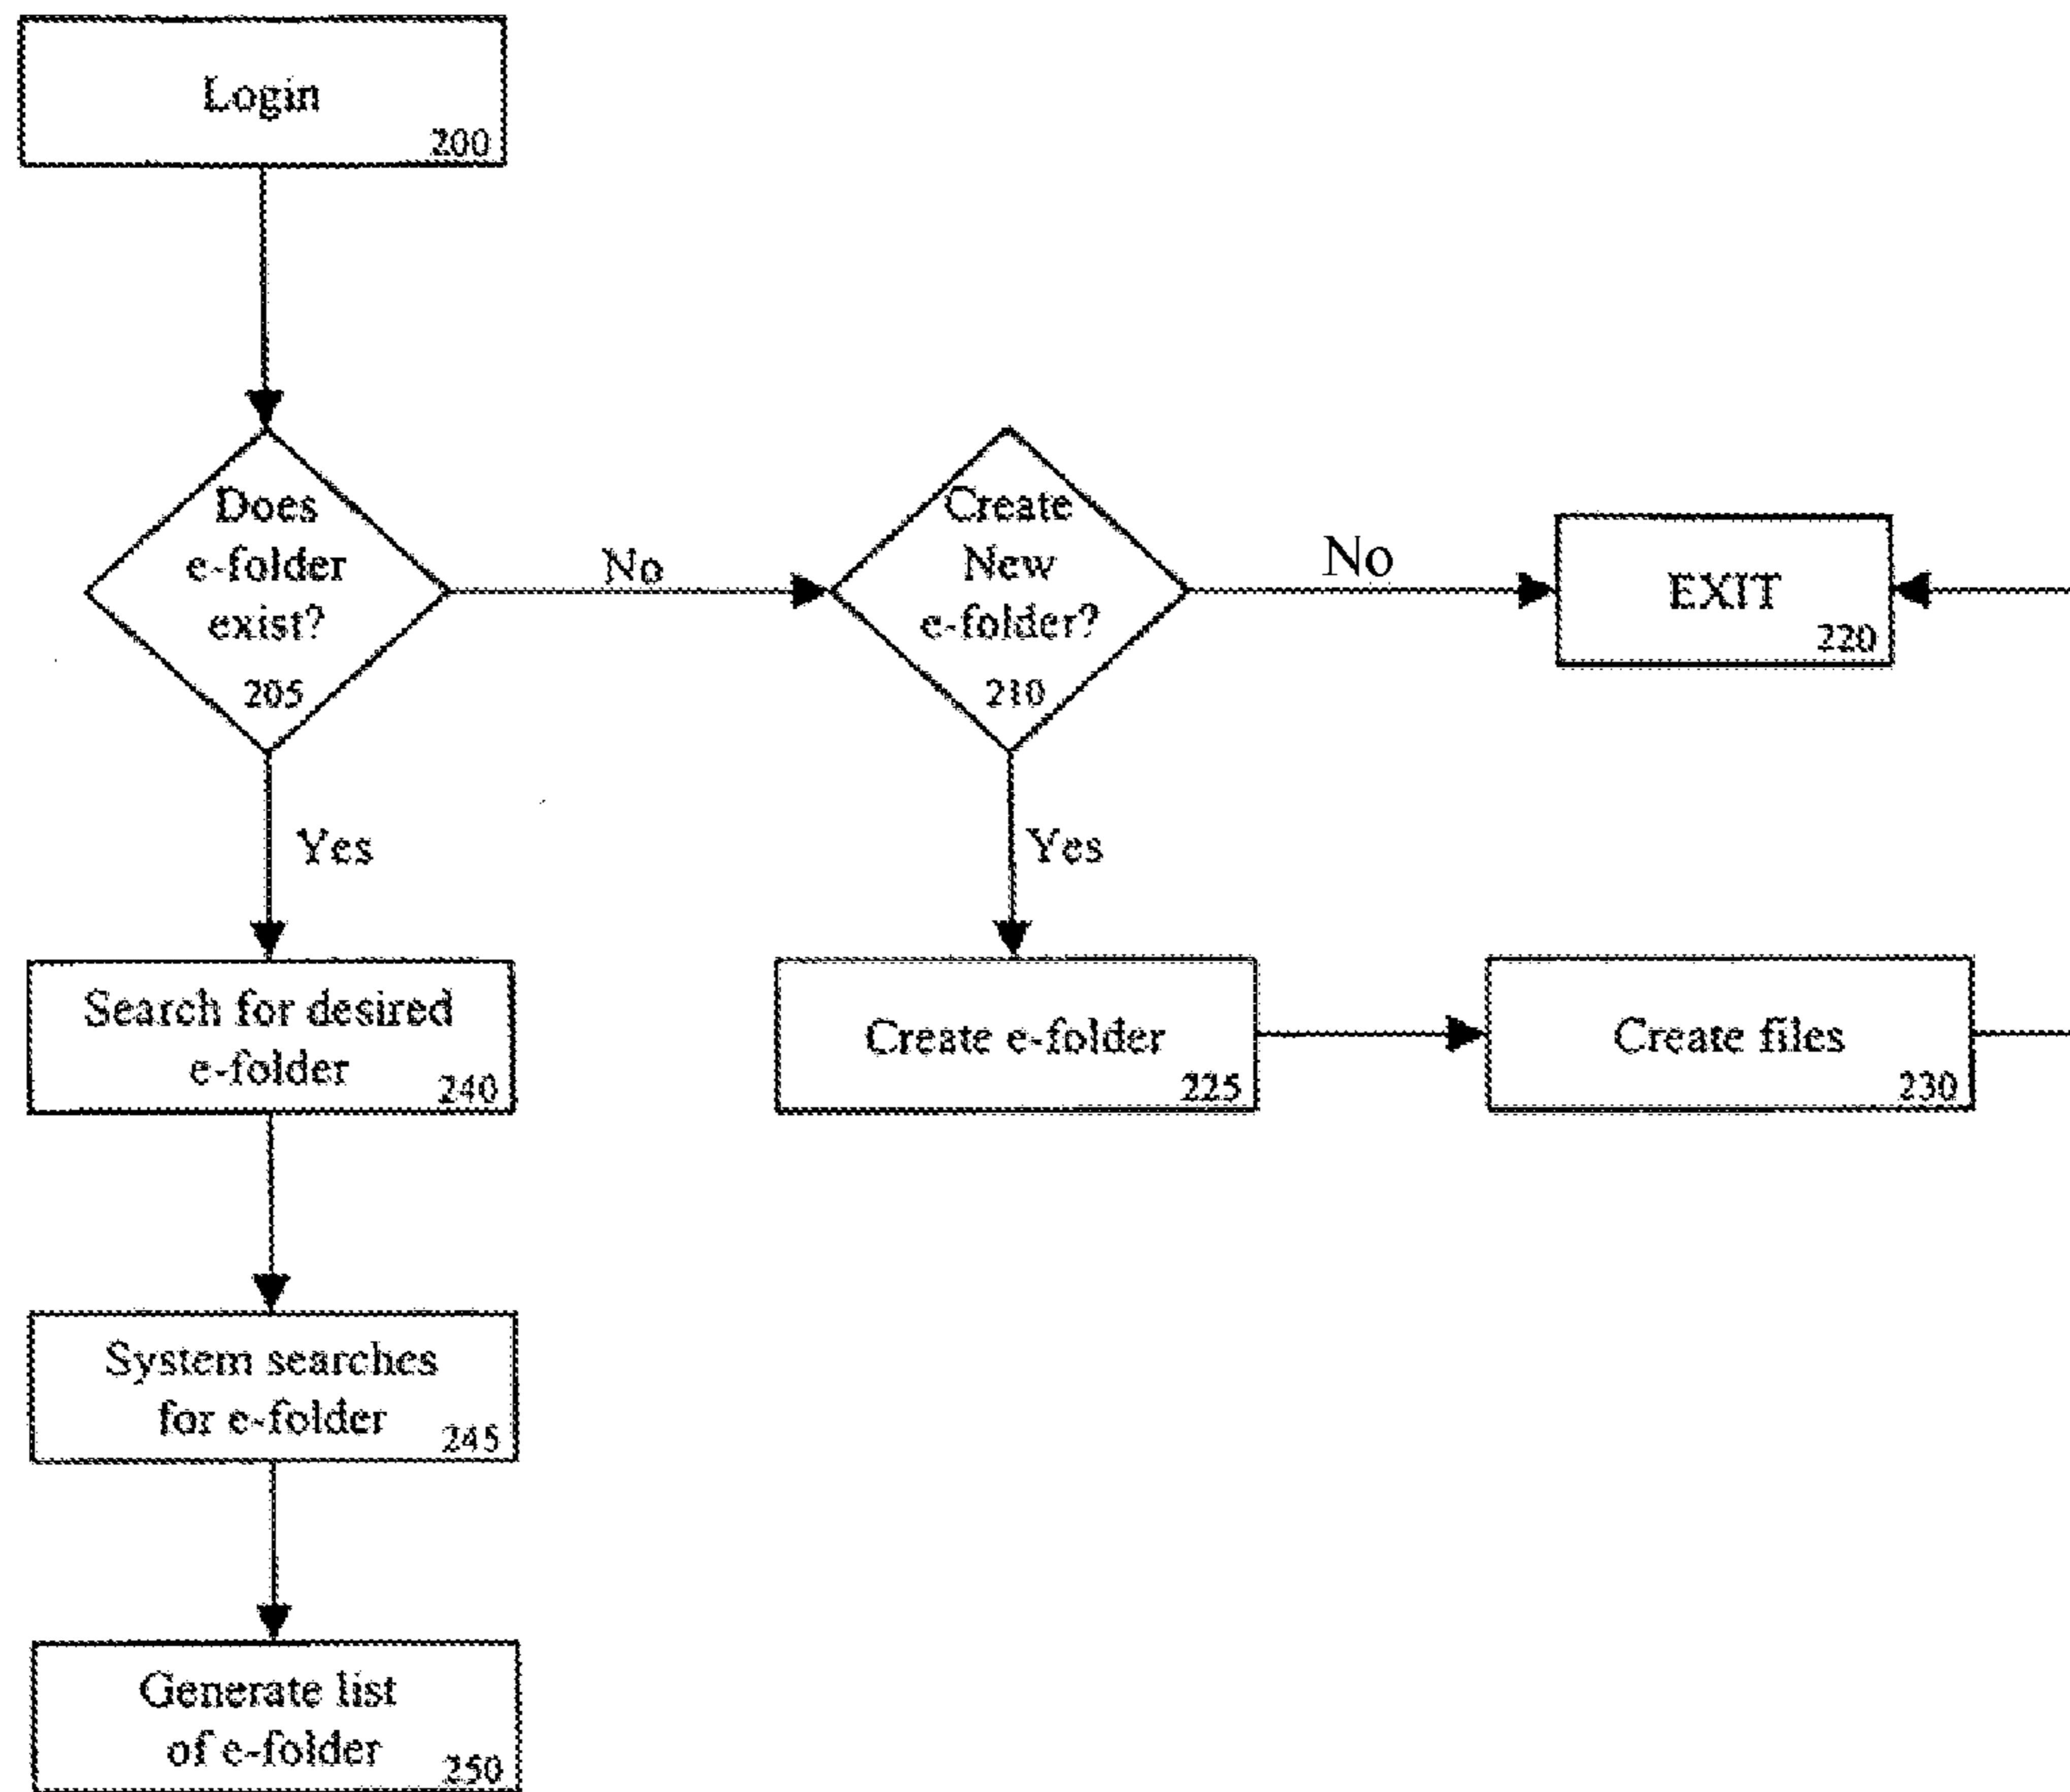 Login
200
Does
e-folder
exist?
205
No
Create
New
e-folder?
210
No
EXIT
220
Yes
Yes
Search for desired
e-folder
240
Create e-folder
225
Create files
230
System searches
for e-folder
245
Generate list
of e-folder
250